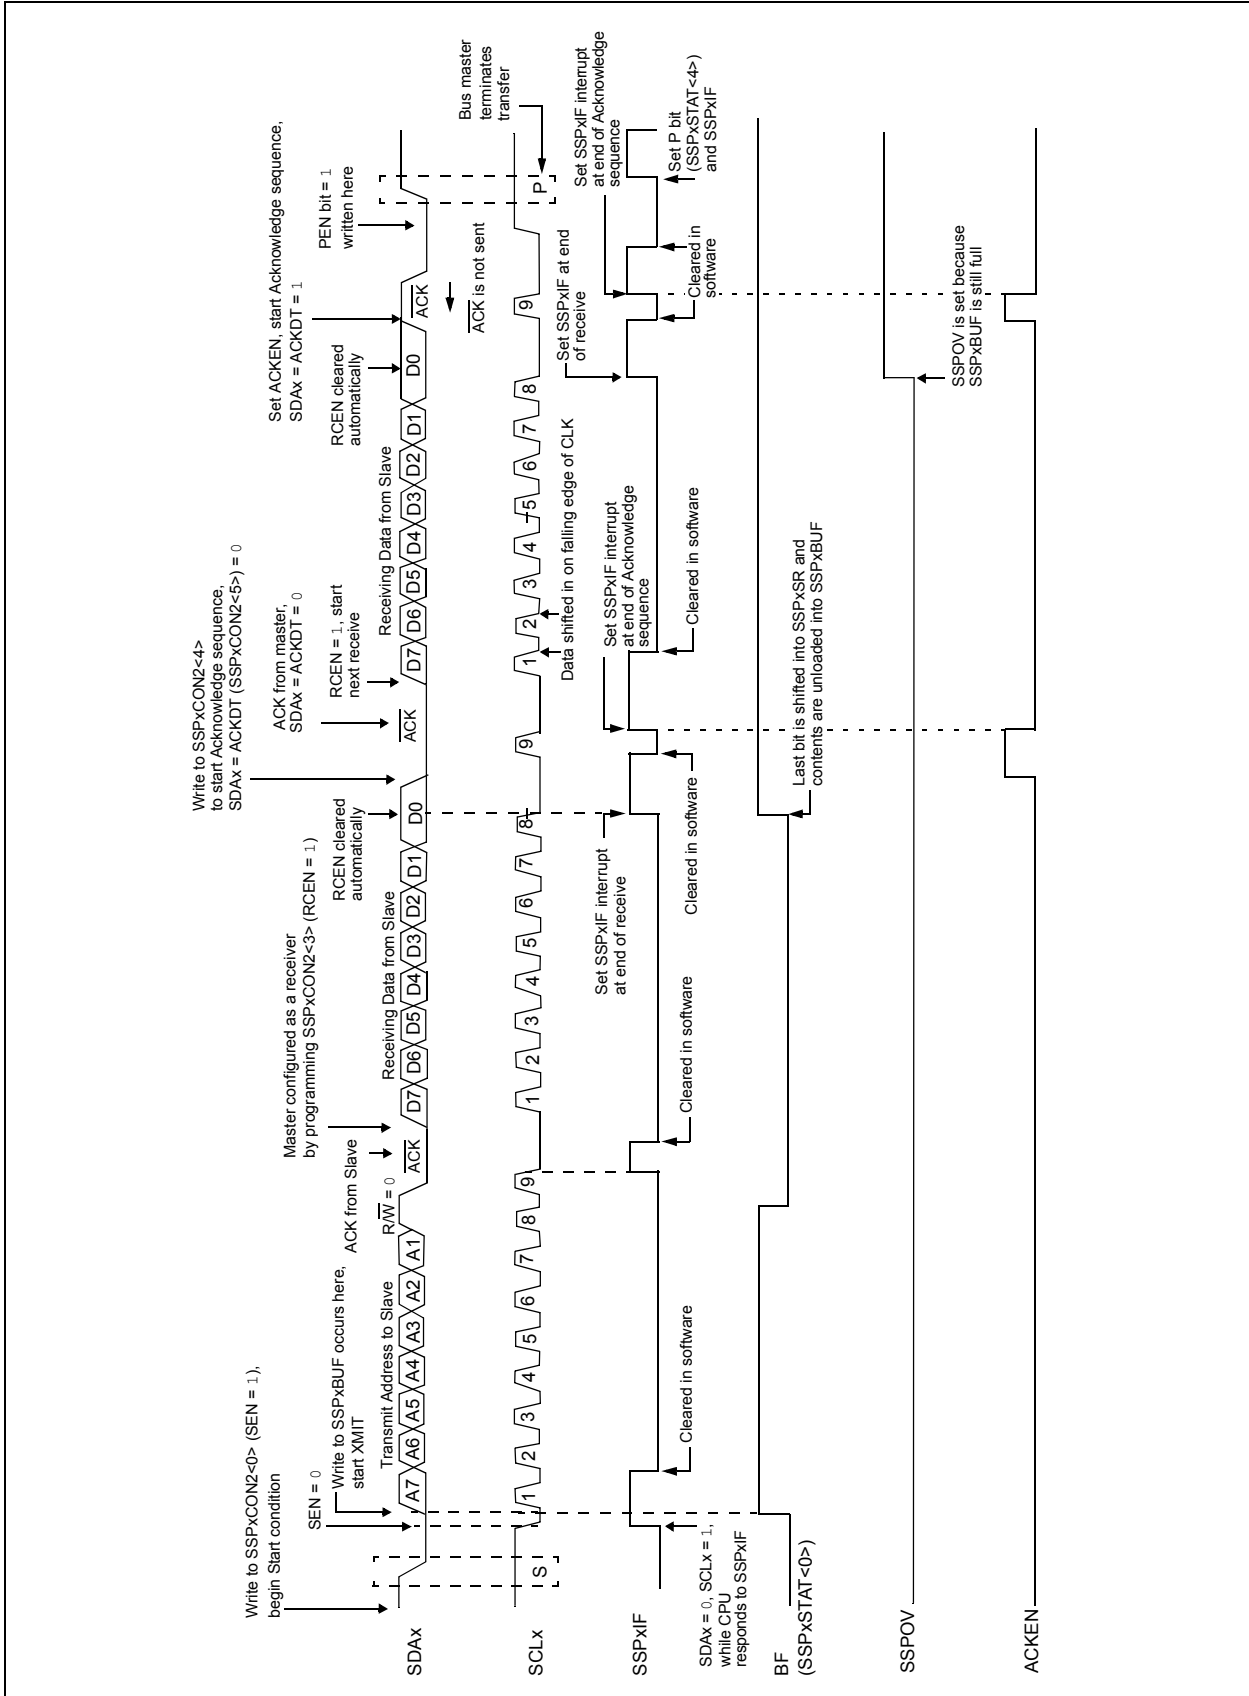 Write to SSPxCON2<0> (SEN = 1),
begin Start condition
SEN = 0
Write to SSPxBUF occurs here,
start XMIT
Transmit Address to Slave
R/W = 0
ACK from Slave
Master configured as a receiver
by programming SSPxCON2<3> (RCEN = 1)
Receiving Data from Slave
RCEN cleared
automatically
Write to SSPxCON2<4>
to start Acknowledge sequence,
SDAx = ACKDT (SSPxCON2<5>) = 0
ACK from master,
SDAx = ACKDT = 0
RCEN = 1, start
next receive
Receiving Data from Slave
RCEN cleared
automatically
Set ACKEN, start Acknowledge sequence,
SDAx = ACKDT = 1
PEN bit = 1
written here
SDAx
A7 A6 A5 A4 A3 A2 A1
ACK
D7 D6 D5 D4 D3 D2 D1 D0
ACK
D7 D6 D5 D4 D3 D2 D1 D0
ACK
ACK is not sent
Bus master
terminates
transfer
SCLx
S
1 2 3 4 5 6 7 8 9
1 2 3 4 5 6 7 8 9
1 2 3 4 5 6 7 8 9
P
Data shifted in on falling edge of CLK
SSPxIF
SDAx = 0, SCLx = 1,
while CPU
responds to SSPxIF
Cleared in software
Cleared in software
Set SSPxIF interrupt
at end of receive
Cleared in software
Set SSPxIF interrupt
at end of Acknowledge
sequence
Cleared in software
Set SSPxIF at end
of receive
Cleared in
software
Set SSPxIF interrupt
at end of Acknowledge
sequence
Set P bit
(SSPxSTAT<4>)
and SSPxIF
BF
(SSPxSTAT<0>)
Last bit is shifted into SSPxSR and
contents are unloaded into SSPxBUF
SSPOV
SSPOV is set because
SSPxBUF is still full
ACKEN